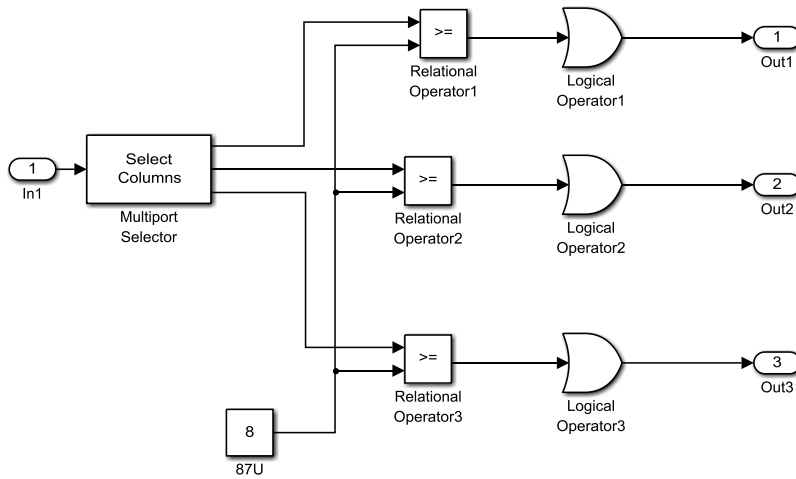 >=
Relational
Operator1
Logical
Operator1
1
Out1
1
In1
Select
Columns
Multiport
Selector
>=
Relational
Operator2
Logical
Operator2
2
Out2
>=
Relational
Operator3
Logical
Operator3
3
Out3
8
87U